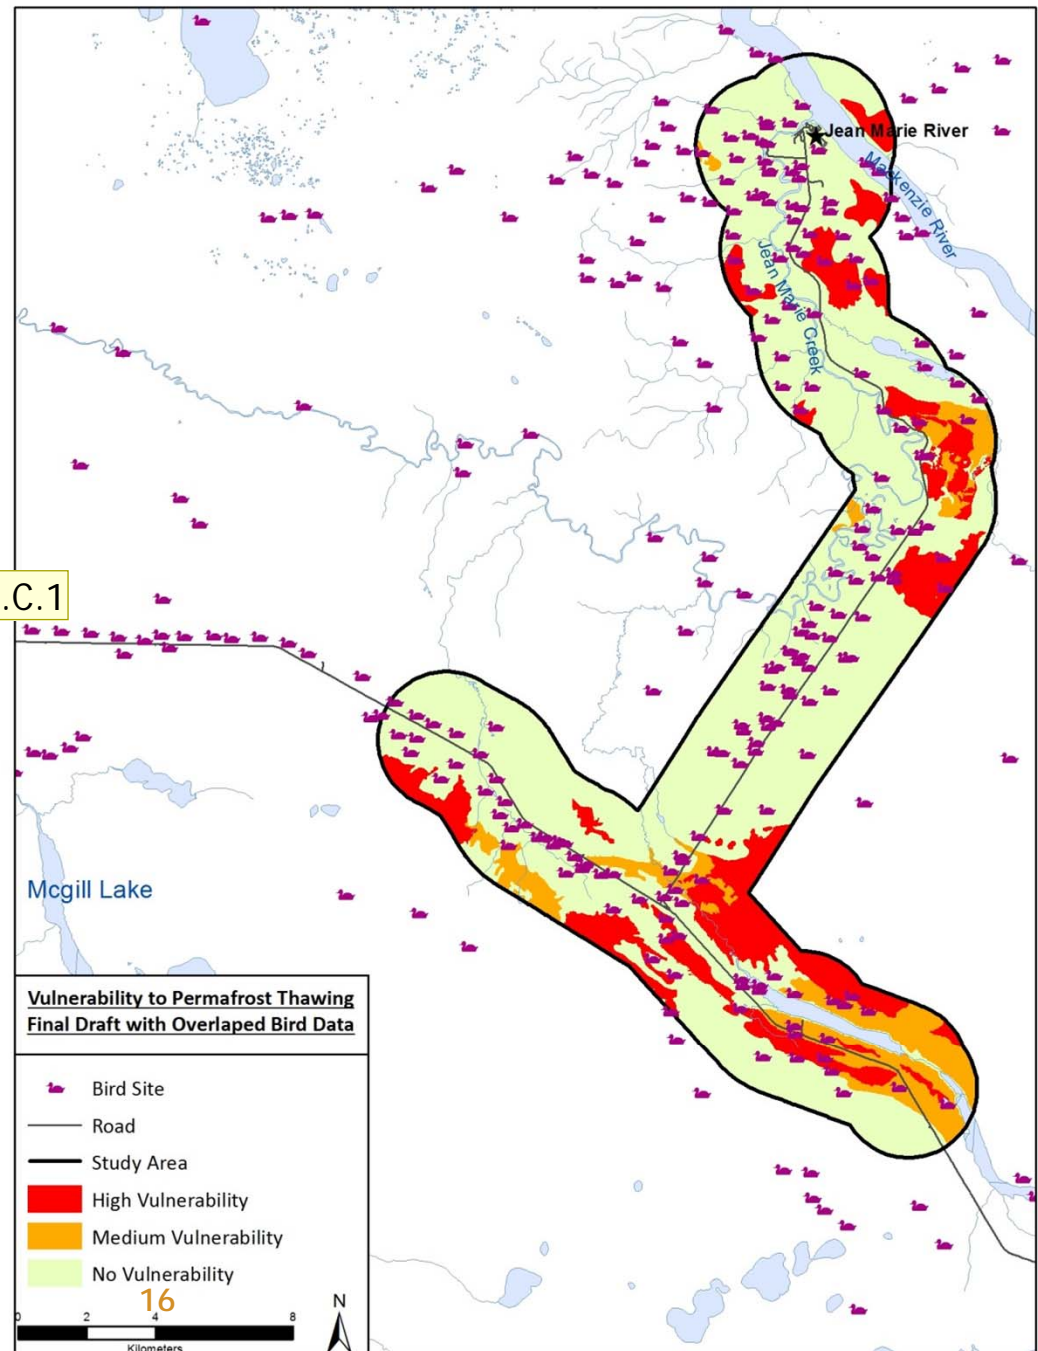 Jean Marie River
Mackenzie River
Jean Marie Creek
.C.1
Mcgill Lake
Vulnerability to Permafrost Thawing
Final Draft with Overlaped Bird Data
Bird Site
Road
Study Area
High Vulnerability
Medium Vulnerability
No Vulnerability
16
0 2 4 8
Kilometers
N